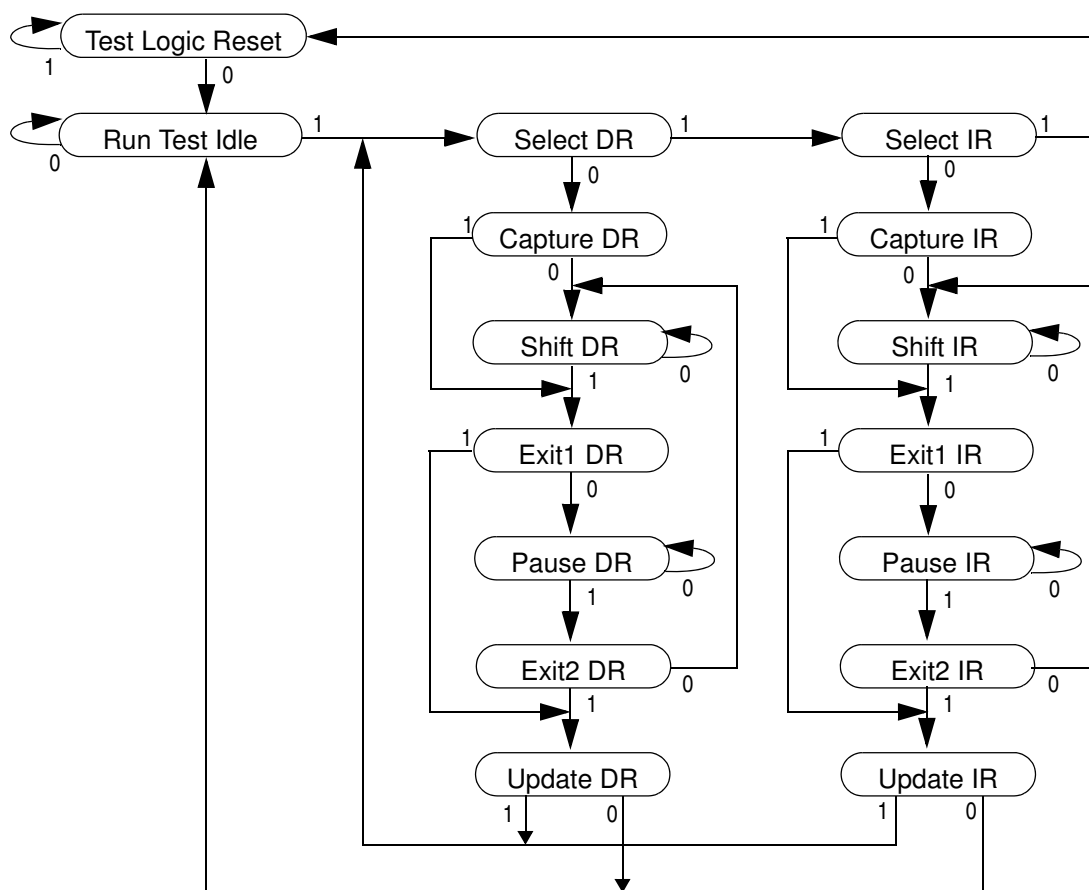 Test Logic Reset
1
0
Run Test Idle
1
0
Select DR
1
0
Select IR
1
0
1
Capture DR
0
1
Capture IR
0
Shift DR
0
1
Shift IR
0
1
1
Exit1 DR
0
1
Exit1 IR
0
Pause DR
0
1
Pause IR
0
1
Exit2 DR
0
1
Exit2 IR
0
1
Update DR
1
0
Update IR
1
0